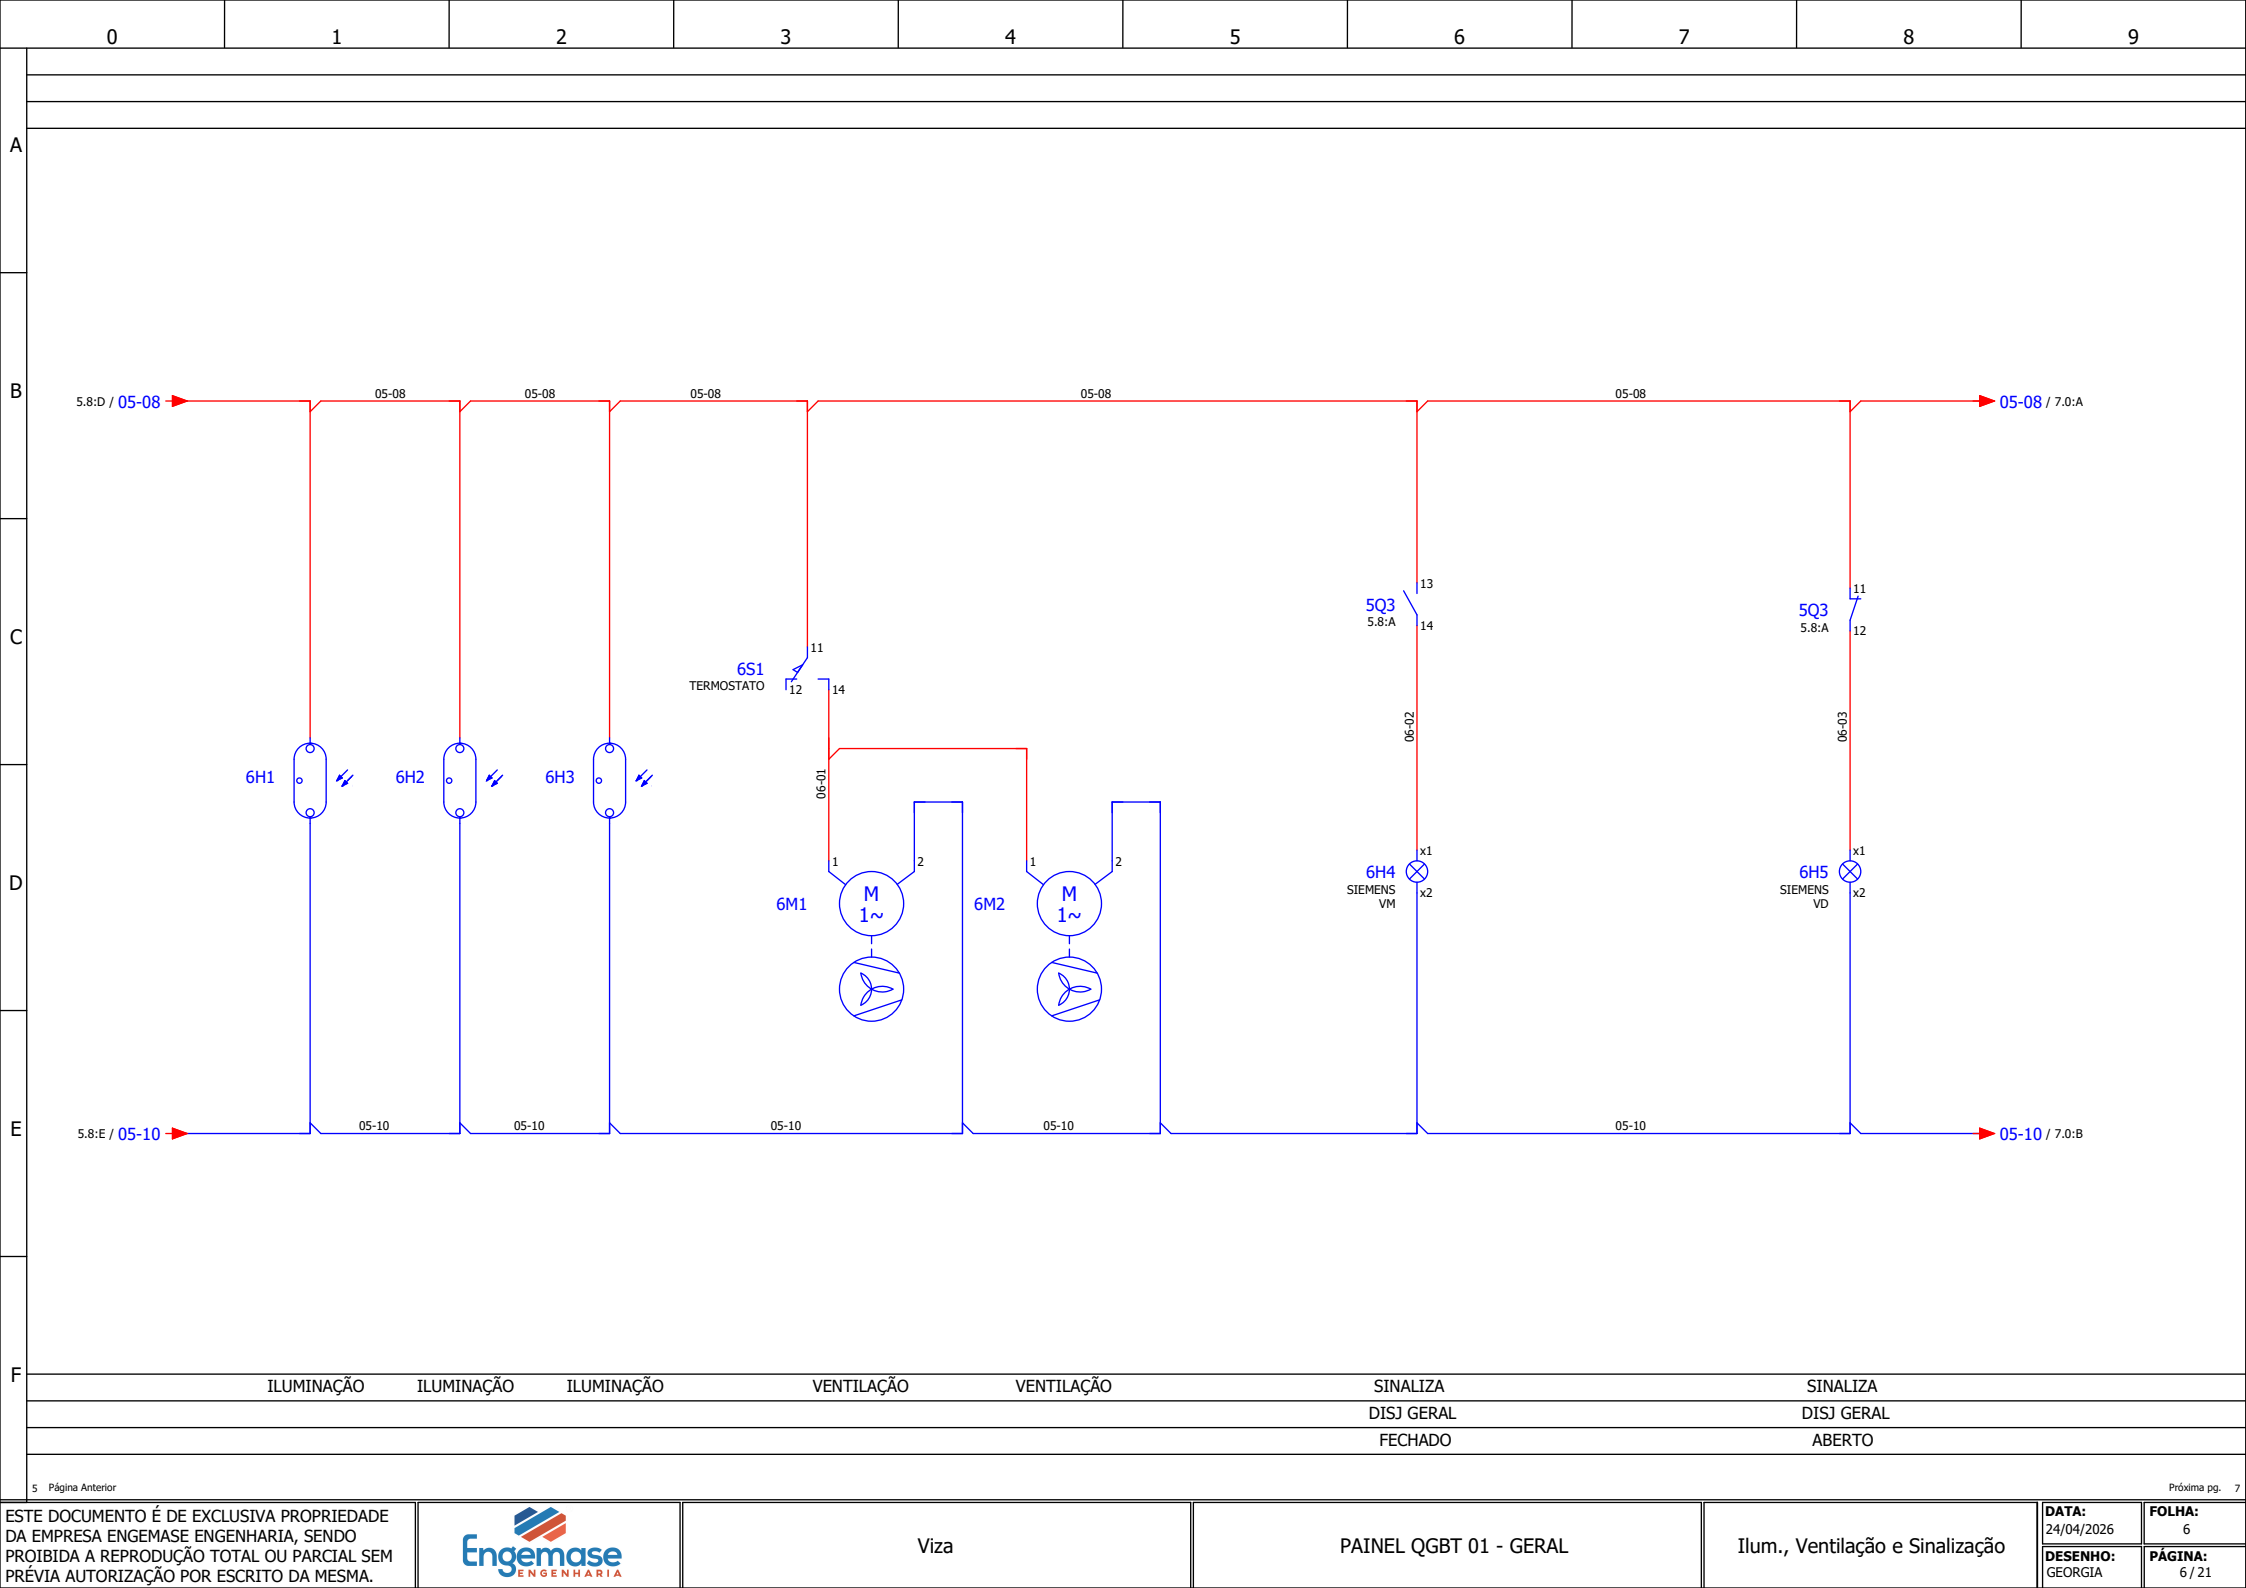 0 1 2 3 4 5 6 7 8 9
A
B
C
D
E
F
5.8:D / 05-08
05-08 05-08 05-08 05-08 05-08
05-08 / 7.0:A
13
5Q3
5.8:A
14
11
5Q3
5.8:A
12
11
6S1
TERMOSTATO
12 14
06-02
06-03
6H1 6H2 6H3
06-01
1 2 1 2
M
1~
6M1
M
1~
6M2
x1
6H4
SIEMENS
VM
x2
x1
6H5
SIEMENS
VD
x2
5.8:E / 05-10
05-10 05-10 05-10 05-10 05-10
05-10 / 7.0:B
ILUMINAÇÃO ILUMINAÇÃO ILUMINAÇÃO VENTILAÇÃO VENTILAÇÃO SINALIZA SINALIZA
DISJ GERAL DISJ GERAL
FECHADO ABERTO
5 Página Anterior
Próxima pg. 7
ESTE DOCUMENTO É DE EXCLUSIVA PROPRIEDADE
DA EMPRESA ENGEMASE ENGENHARIA, SENDO
PROIBIDA A REPRODUÇÃO TOTAL OU PARCIAL SEM
PRÉVIA AUTORIZAÇÃO POR ESCRITO DA MESMA.
Engemase
ENGENHARIA
Viza
PAINEL QGBT 01 - GERAL
Ilum., Ventilação e Sinalização
DATA:
24/04/2026
FOLHA:
6
DESENHO:
GEORGIA
PÁGINA:
6 / 21